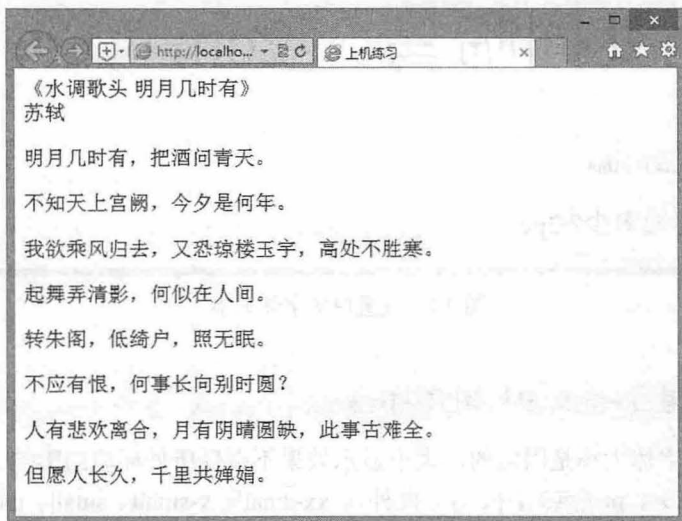 http://localho...
上机练习
《水调歌头 明月几时有》
苏轼
明月几时有，把酒问青天。
不知天上宫阙，今夕是何年。
我欲乘风归去，又恐琼楼玉宇，高处不胜寒。
起舞弄清影，何似在人间。
转朱阁，低绮户，照无眠。
不应有恨，何事长向别时圆？
人有悲欢离合，月有阴晴圆缺，此事古难全。
但愿人长久，千里共婵娟。